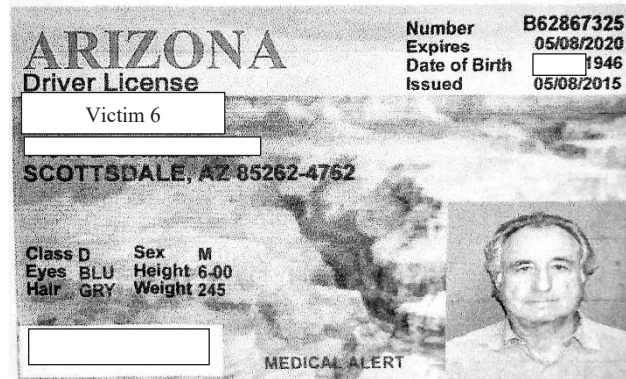 ARIZONA
Driver License
Number B62867325
Expires 05/08/2020
Date of Birth 1946
Issued 05/08/2015
Victim 6
SCOTTSDALE, AZ 85262-4762
Class D Sex M
Eyes BLU Height 6-00
Hair GRY Weight 245
MEDICAL ALERT